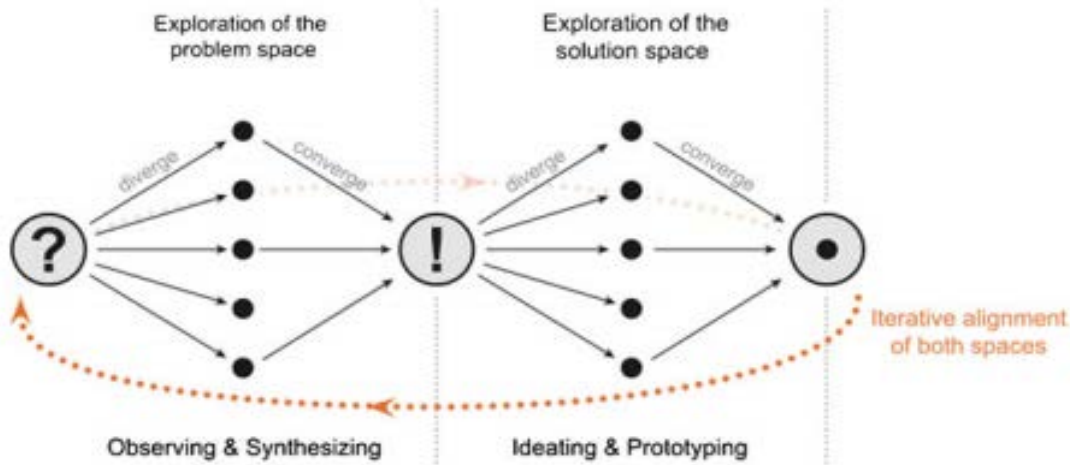 Exploration of the
problem space
Exploration of the
solution space
diverge
converge
diverge
converge
?
!
Iterative alignment
of both spaces
Observing & Synthesizing
Ideating & Prototyping